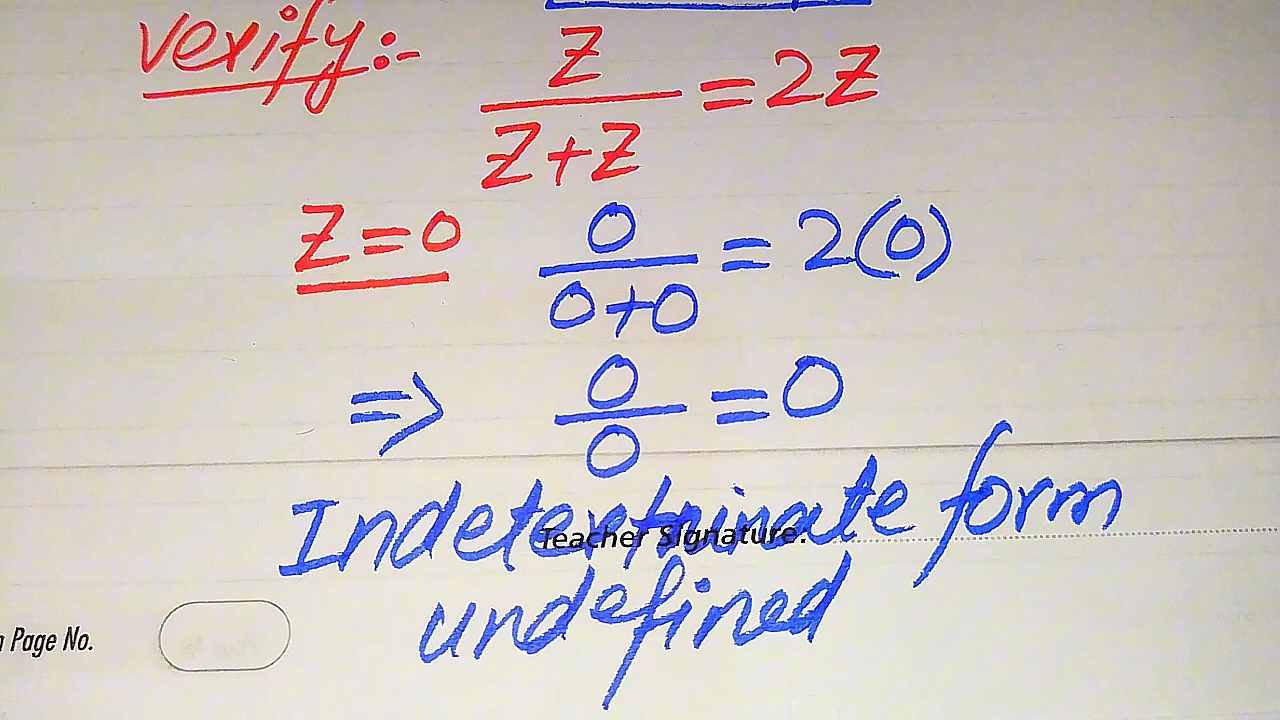 verify:- z/(z+z) = 2z
z=0 0/(0+0) = 2(0)
=> 0/0 = 0
Indeterminate form
Teacher Signature:
undefined
Page No.